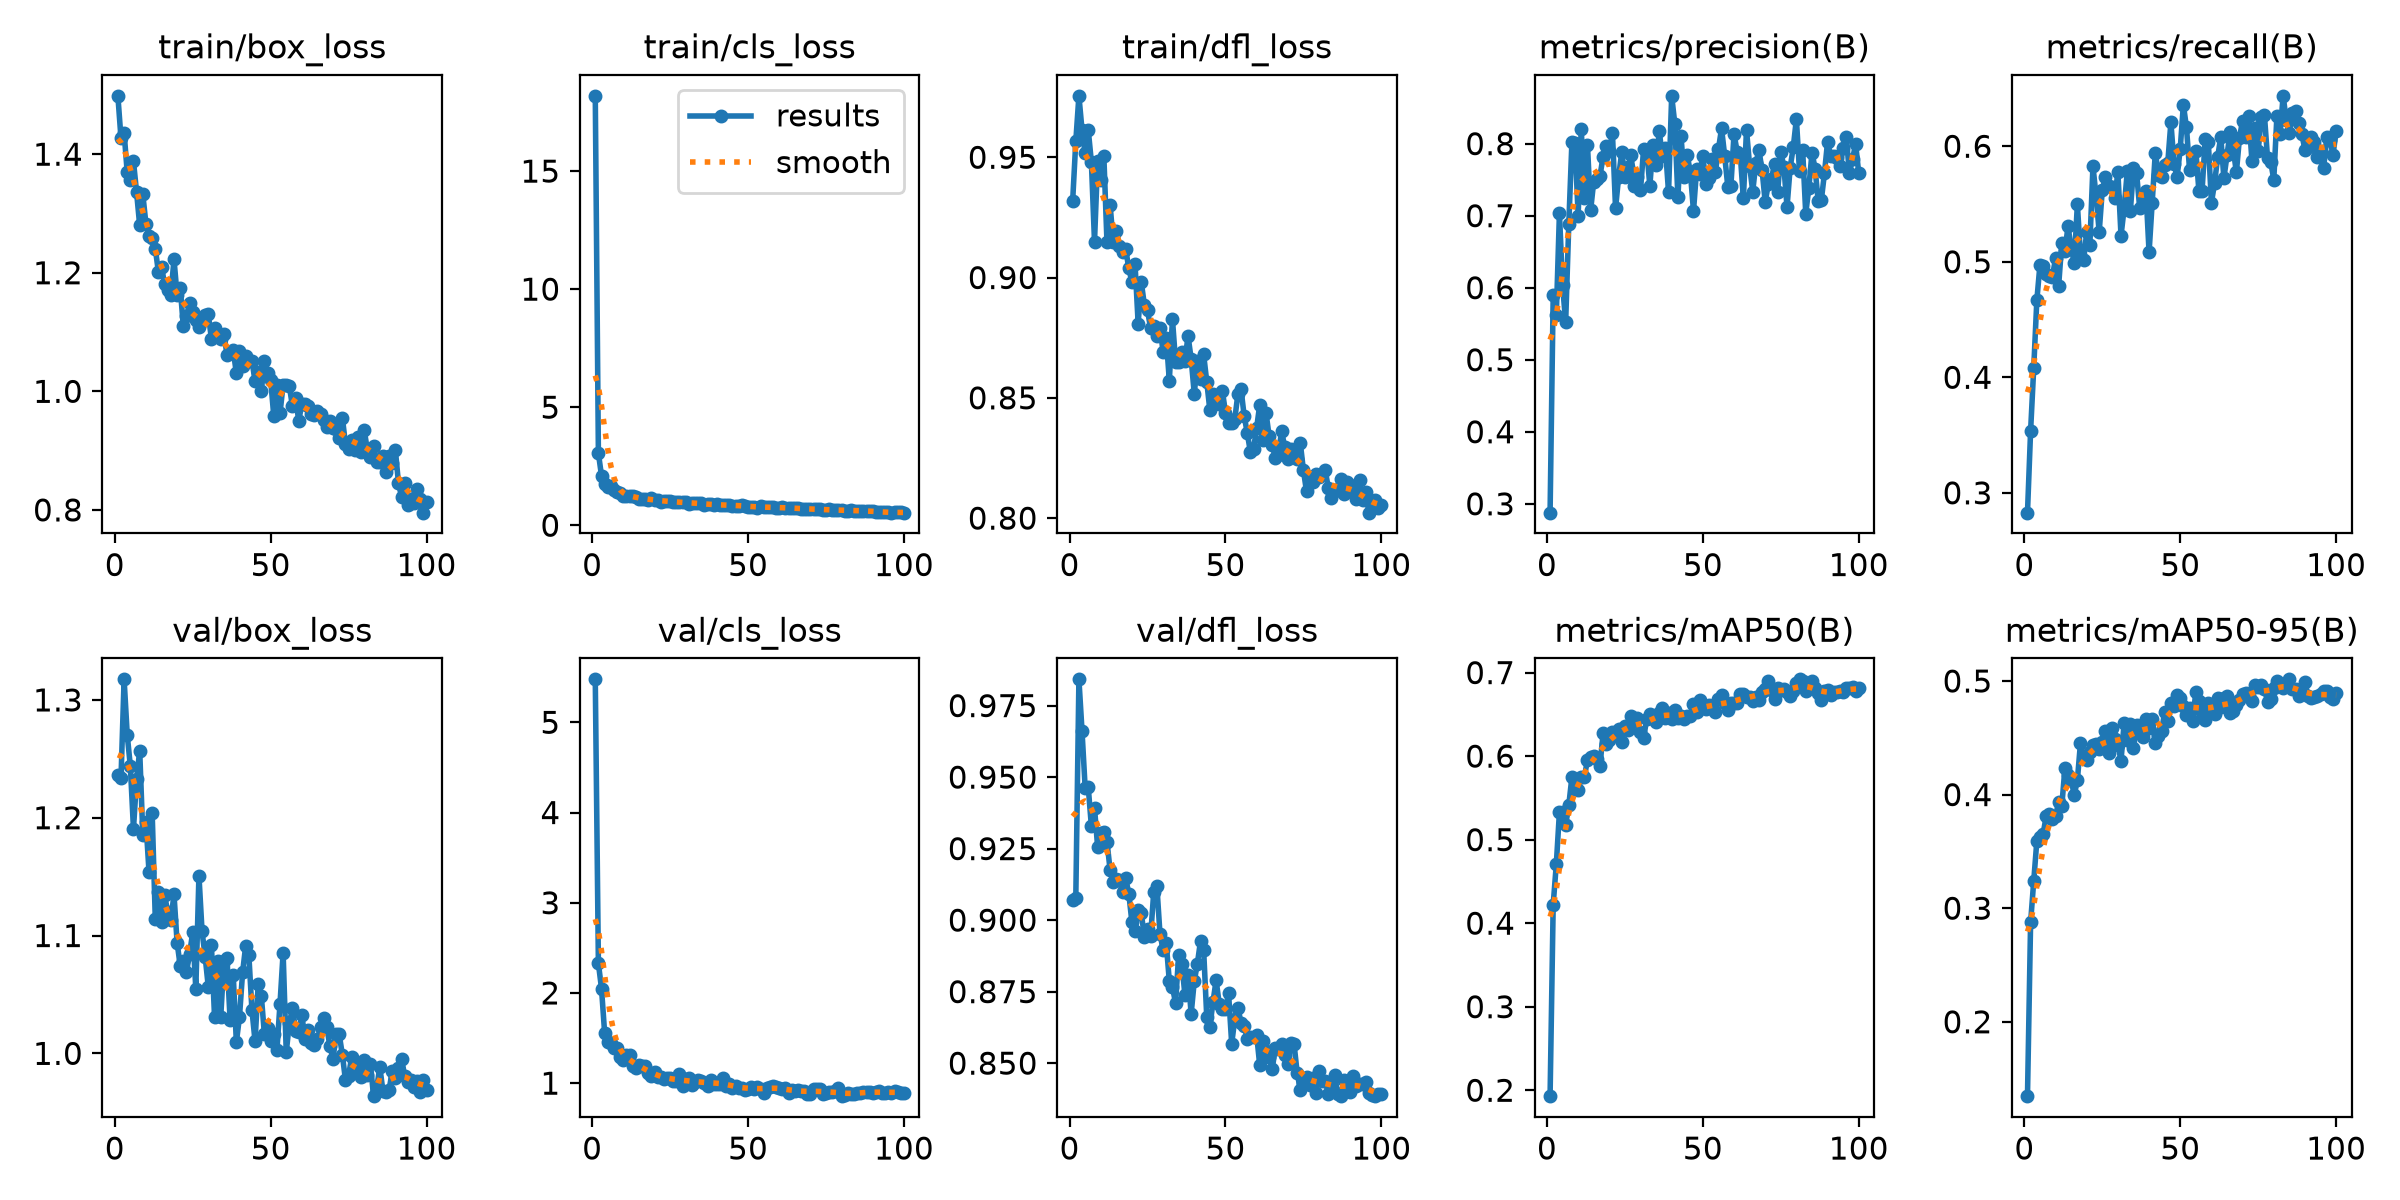 train/box_loss
1.4
1.2
1.0
0.8
0 50 100
train/cls_loss
results
smooth
15
10
5
0
0 50 100
train/dfl_loss
0.95
0.90
0.85
0.80
0 50 100
metrics/precision(B)
0.8
0.7
0.6
0.5
0.4
0.3
0 50 100
metrics/recall(B)
0.6
0.5
0.4
0.3
0 50 100
val/box_loss
1.3
1.2
1.1
1.0
0 50 100
val/cls_loss
5
4
3
2
1
0 50 100
val/dfl_loss
0.975
0.950
0.925
0.900
0.875
0.850
0 50 100
metrics/mAP50(B)
0.7
0.6
0.5
0.4
0.3
0.2
0 50 100
metrics/mAP50-95(B)
0.5
0.4
0.3
0.2
0 50 100